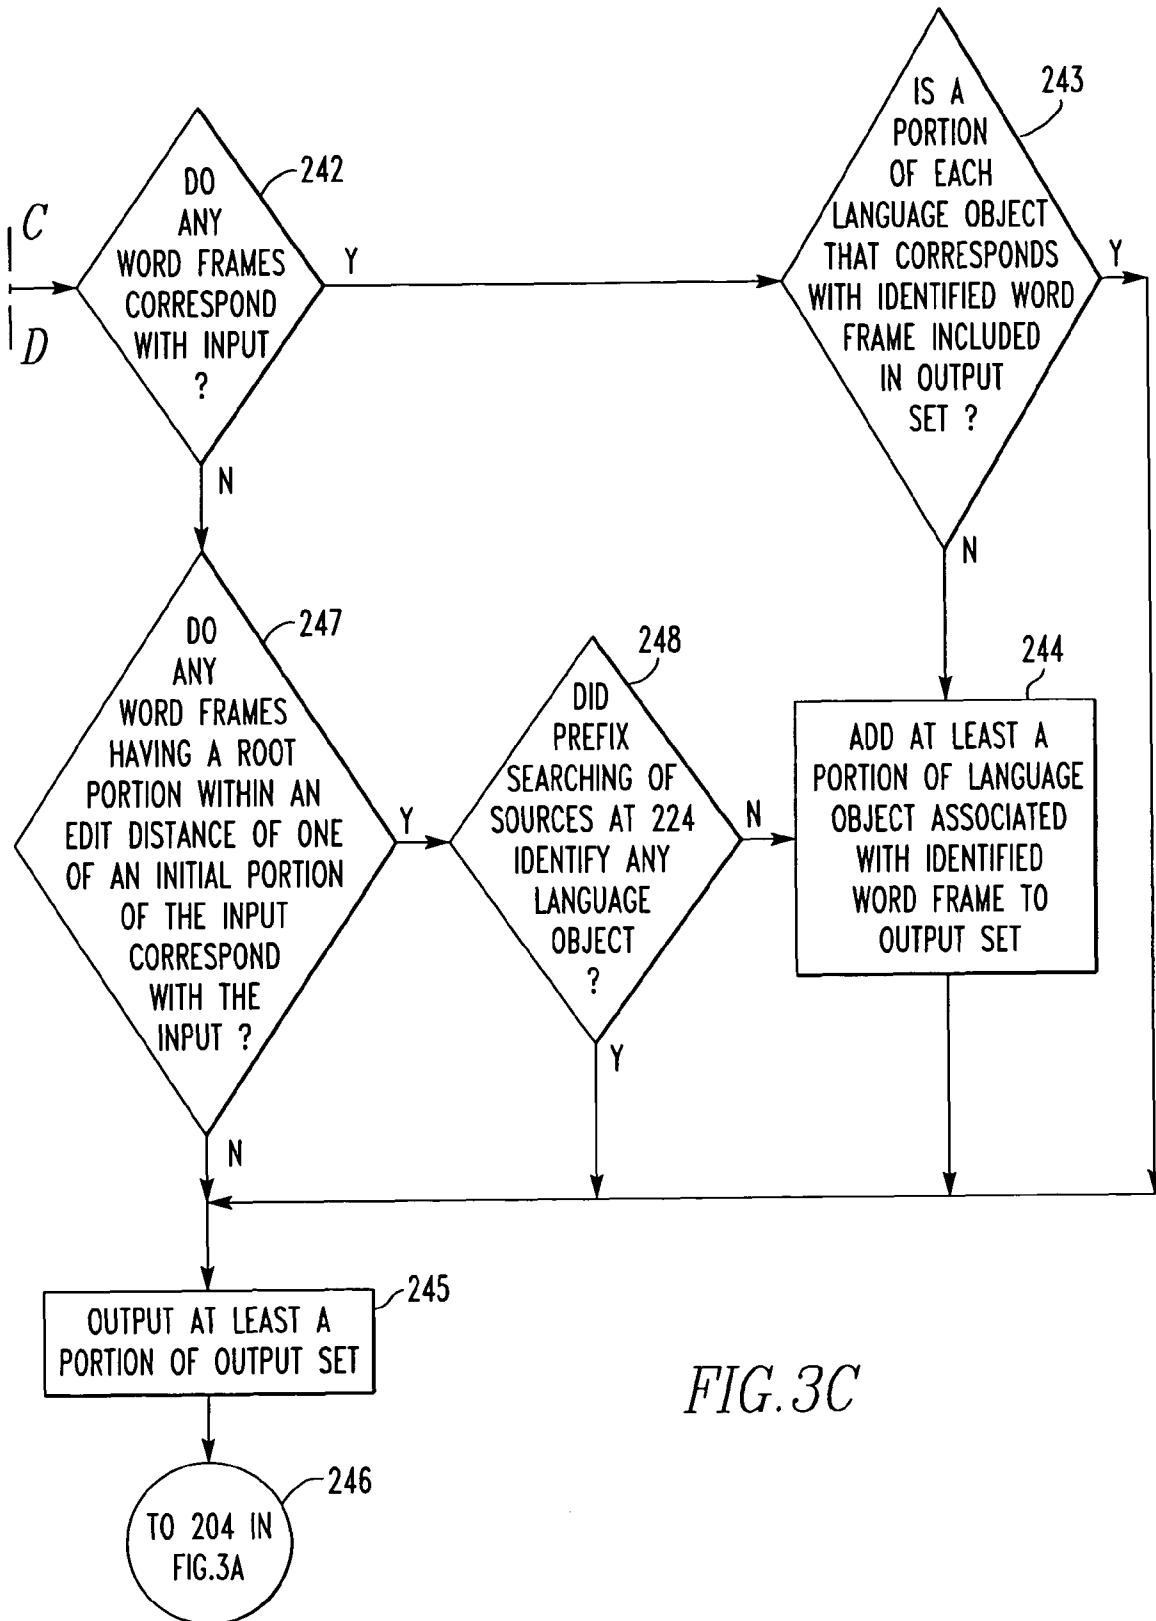 C
D
DO
ANY
WORD FRAMES
CORRESPOND
WITH INPUT
?
242
Y
N
IS A
PORTION
OF EACH
LANGUAGE OBJECT
THAT CORRESPONDS
WITH IDENTIFIED WORD
FRAME INCLUDED
IN OUTPUT
SET ?
243
Y
N
DO
ANY
WORD FRAMES
HAVING A ROOT
PORTION WITHIN AN
EDIT DISTANCE OF ONE
OF AN INITIAL PORTION
OF THE INPUT
CORRESPOND
WITH THE
INPUT ?
247
Y
N
DID
PREFIX
SEARCHING OF
SOURCES AT 224
IDENTIFY ANY
LANGUAGE
OBJECT
?
248
N
Y
244
ADD AT LEAST A
PORTION OF LANGUAGE
OBJECT ASSOCIATED
WITH IDENTIFIED
WORD FRAME TO
OUTPUT SET
245
OUTPUT AT LEAST A
PORTION OF OUTPUT SET
246
TO 204 IN
FIG.3A
FIG.3C